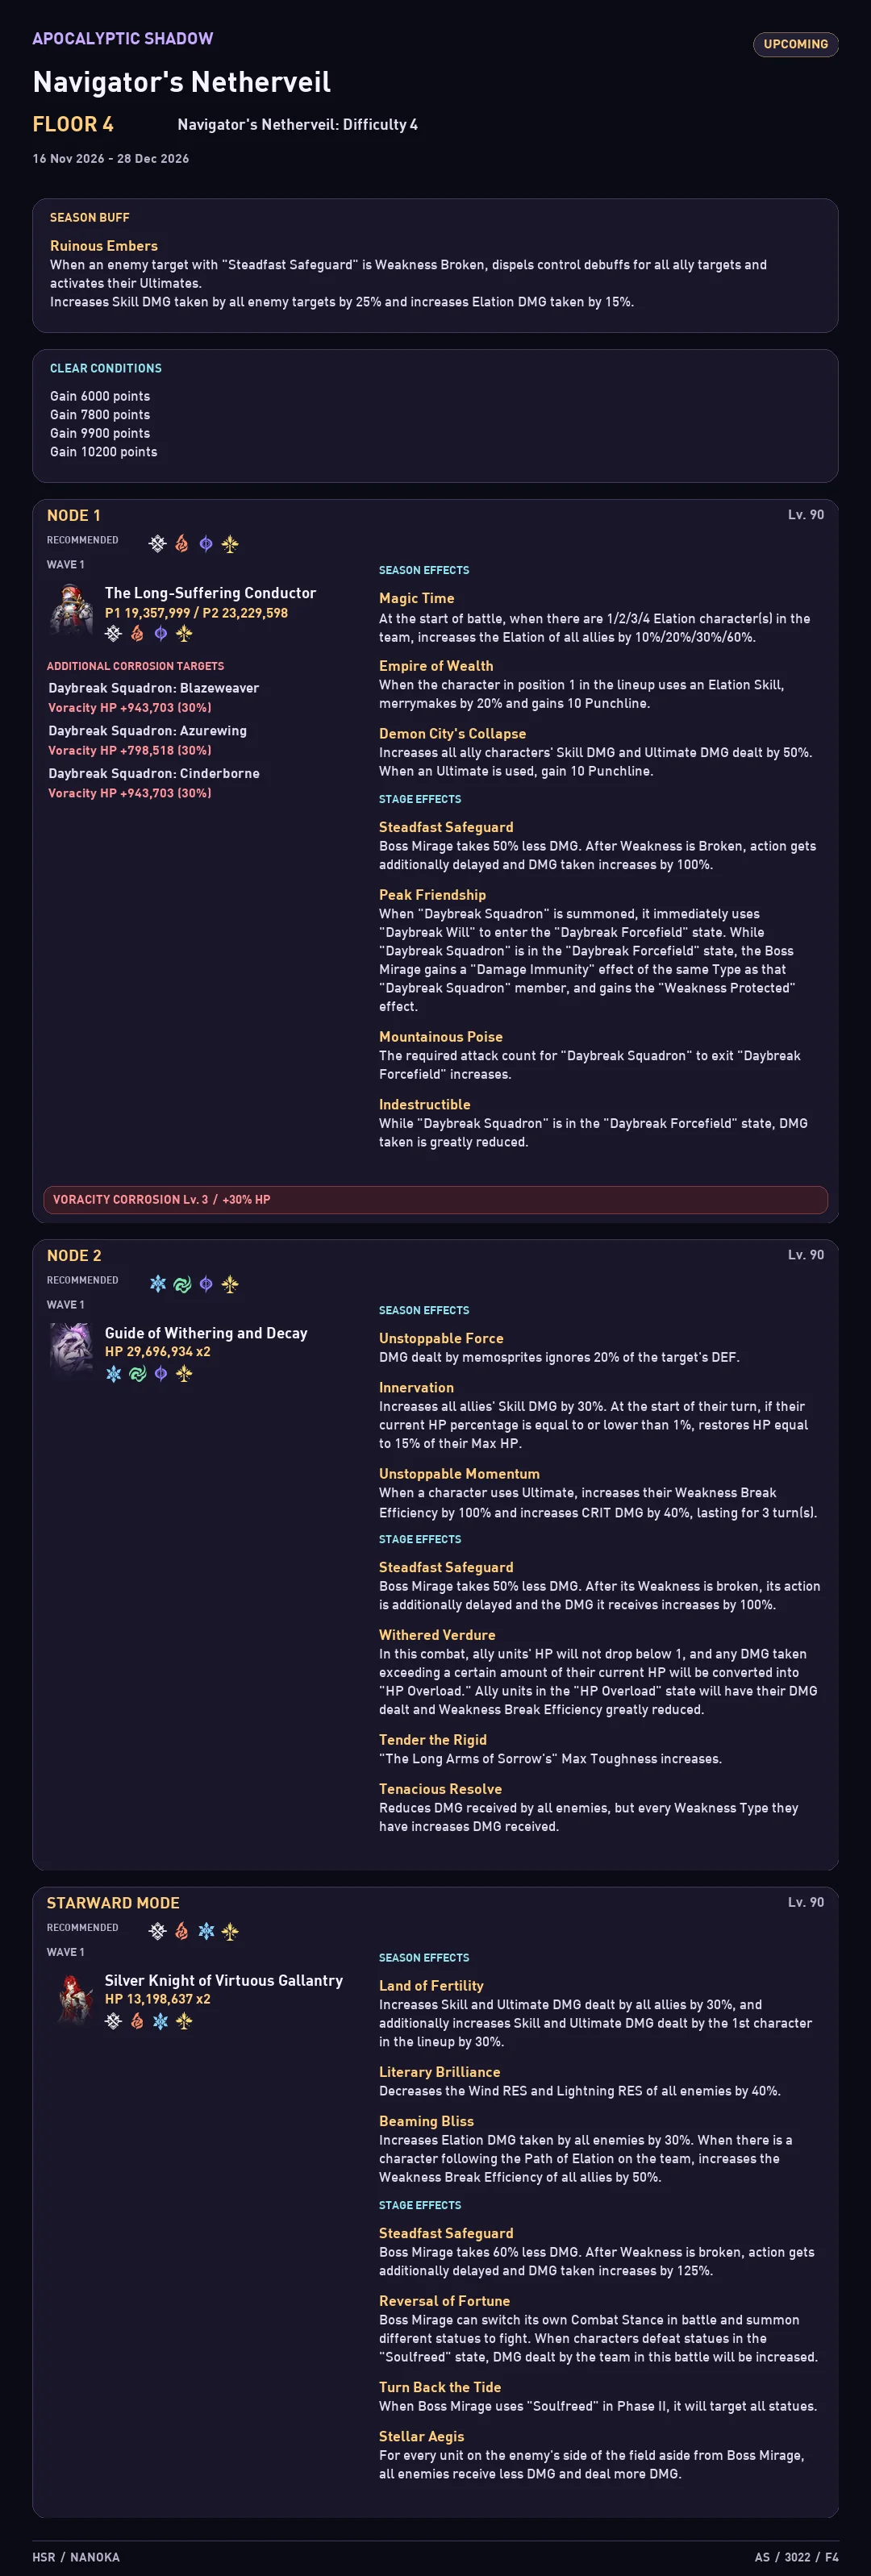 APOCALYPTIC SHADOW
UPCOMING
Navigator's Netherveil
FLOOR 4
Navigator's Netherveil: Difficulty 4
16 Nov 2026 - 28 Dec 2026
SEASON BUFF
Ruinous Embers
When an enemy target with "Steadfast Safeguard" is Weakness Broken, dispels control debuffs for all ally targets and
activates their Ultimates.
Increases Skill DMG taken by all enemy targets by 25% and increases Elation DMG taken by 15%.
CLEAR CONDITIONS
Gain 6000 points
Gain 7800 points
Gain 9900 points
Gain 10200 points
NODE 1
Lv. 90
RECOMMENDED
WAVE 1
The Long-Suffering Conductor
P1 19,357,999 / P2 23,229,598
ADDITIONAL CORROSION TARGETS
Daybreak Squadron: Blazeweaver
Voracity HP +943,703 (30%)
Daybreak Squadron: Azurewing
Voracity HP +798,518 (30%)
Daybreak Squadron: Cinderborne
Voracity HP +943,703 (30%)
SEASON EFFECTS
Magic Time
At the start of battle, when there are 1/2/3/4 Elation character(s) in the
team, increases the Elation of all allies by 10%/20%/30%/60%.
Empire of Wealth
When the character in position 1 in the lineup uses an Elation Skill,
merrymakes by 20% and gains 10 Punchline.
Demon City's Collapse
Increases all ally characters' Skill DMG and Ultimate DMG dealt by 50%.
When an Ultimate is used, gain 10 Punchline.
STAGE EFFECTS
Steadfast Safeguard
Boss Mirage takes 50% less DMG. After Weakness is Broken, action gets
additionally delayed and DMG taken increases by 100%.
Peak Friendship
When "Daybreak Squadron" is summoned, it immediately uses
"Daybreak Will" to enter the "Daybreak Forcefield" state. While
"Daybreak Squadron" is in the "Daybreak Forcefield" state, the Boss
Mirage gains a "Damage Immunity" effect of the same Type as that
"Daybreak Squadron" member, and gains the "Weakness Protected"
effect.
Mountainous Poise
The required attack count for "Daybreak Squadron" to exit "Daybreak
Forcefield" increases.
Indestructible
While "Daybreak Squadron" is in the "Daybreak Forcefield" state, DMG
taken is greatly reduced.
VORACITY CORROSION Lv. 3 / +30% HP
NODE 2
Lv. 90
RECOMMENDED
WAVE 1
Guide of Withering and Decay
HP 29,696,934 x2
SEASON EFFECTS
Unstoppable Force
DMG dealt by memosprites ignores 20% of the target's DEF.
Innervation
Increases all allies' Skill DMG by 30%. At the start of their turn, if their
current HP percentage is equal to or lower than 1%, restores HP equal
to 15% of their Max HP.
Unstoppable Momentum
When a character uses Ultimate, increases their Weakness Break
Efficiency by 100% and increases CRIT DMG by 40%, lasting for 3 turn(s).
STAGE EFFECTS
Steadfast Safeguard
Boss Mirage takes 50% less DMG. After its Weakness is broken, its action
is additionally delayed and the DMG it receives increases by 100%.
Withered Verdure
In this combat, ally units' HP will not drop below 1, and any DMG taken
exceeding a certain amount of their current HP will be converted into
"HP Overload." Ally units in the "HP Overload" state will have their DMG
dealt and Weakness Break Efficiency greatly reduced.
Tender the Rigid
"The Long Arms of Sorrow's" Max Toughness increases.
Tenacious Resolve
Reduces DMG received by all enemies, but every Weakness Type they
have increases DMG received.
STARWARD MODE
Lv. 90
RECOMMENDED
WAVE 1
Silver Knight of Virtuous Gallantry
HP 13,198,637 x2
SEASON EFFECTS
Land of Fertility
Increases Skill and Ultimate DMG dealt by all allies by 30%, and
additionally increases Skill and Ultimate DMG dealt by the 1st character
in the lineup by 30%.
Literary Brilliance
Decreases the Wind RES and Lightning RES of all enemies by 40%.
Beaming Bliss
Increases Elation DMG taken by all enemies by 30%. When there is a
character following the Path of Elation on the team, increases the
Weakness Break Efficiency of all allies by 50%.
STAGE EFFECTS
Steadfast Safeguard
Boss Mirage takes 60% less DMG. After Weakness is broken, action gets
additionally delayed and DMG taken increases by 125%.
Reversal of Fortune
Boss Mirage can switch its own Combat Stance in battle and summon
different statues to fight. When characters defeat statues in the
"Soulfreed" state, DMG dealt by the team in this battle will be increased.
Turn Back the Tide
When Boss Mirage uses "Soulfreed" in Phase II, it will target all statues.
Stellar Aegis
For every unit on the enemy's side of the field aside from Boss Mirage,
all enemies receive less DMG and deal more DMG.
HSR / NANOKA
AS / 3022 / F4